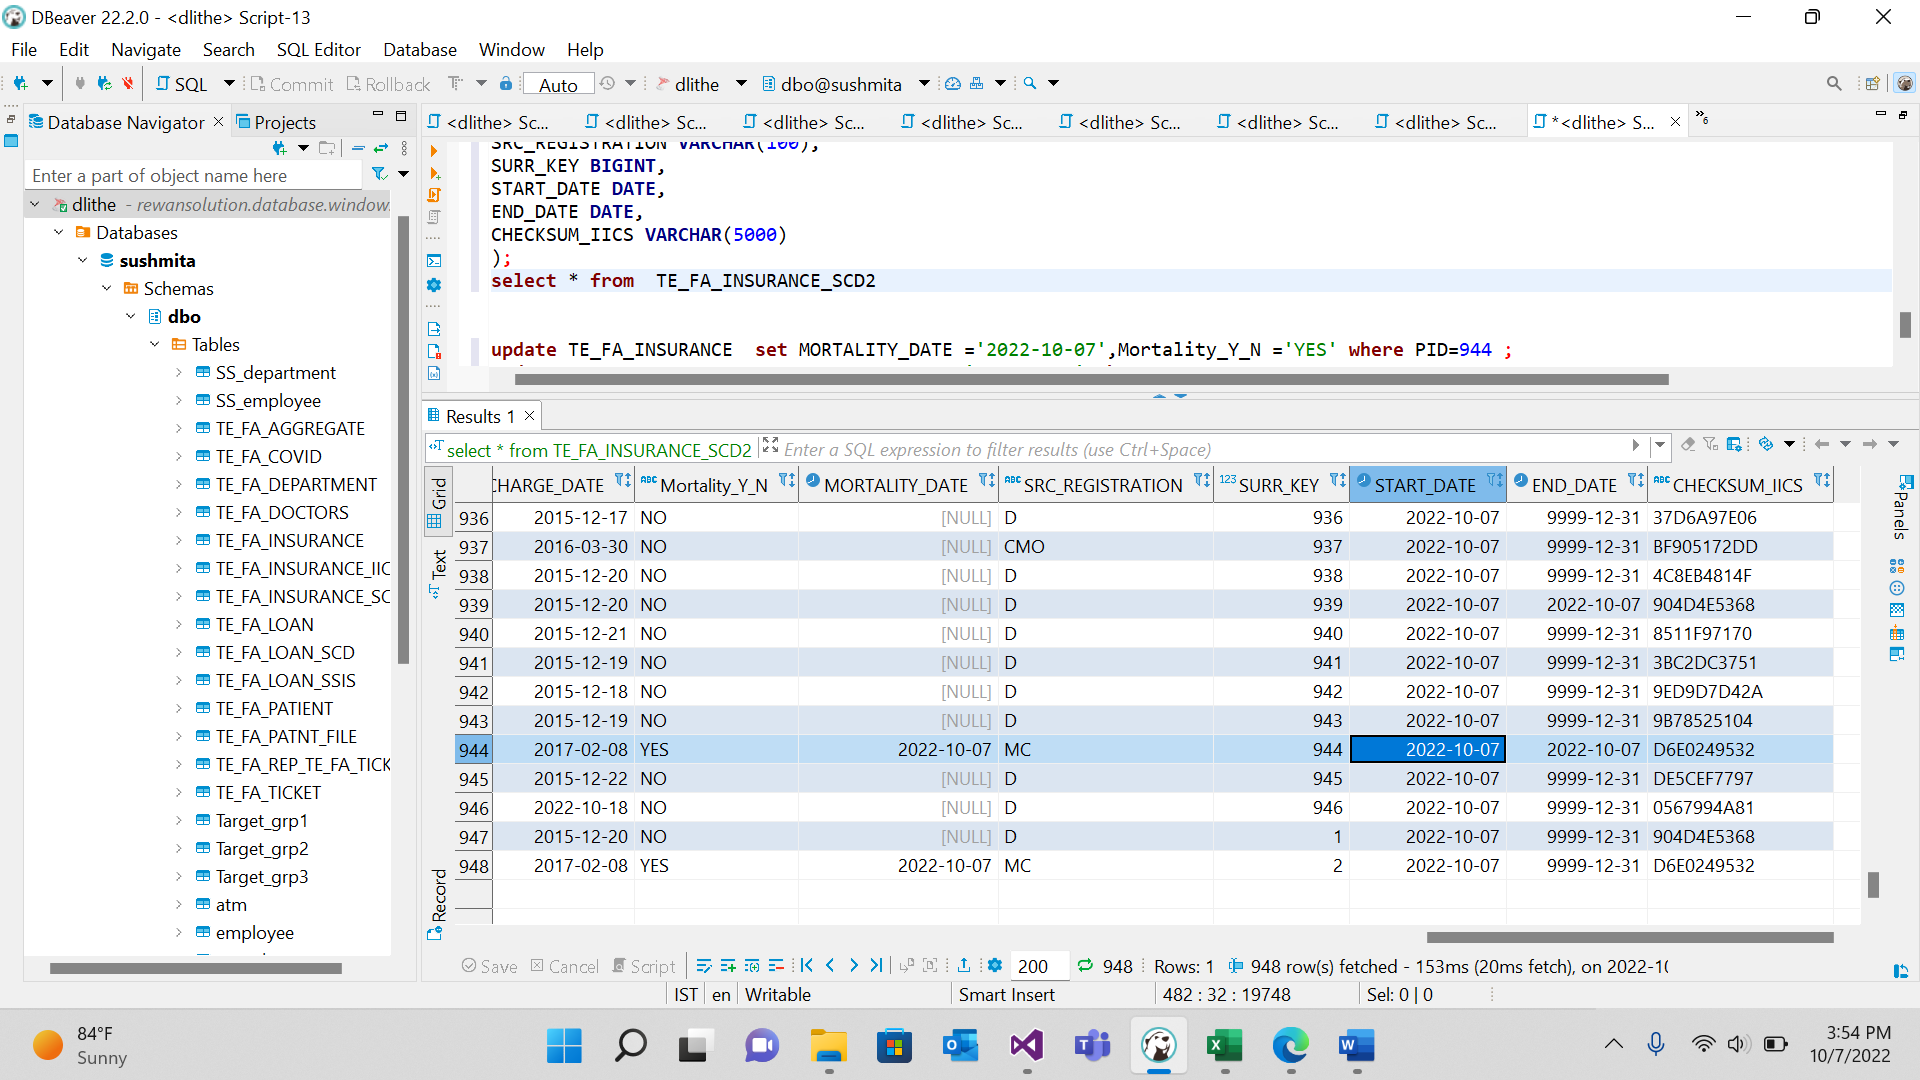 DBeaver 22.2.0 - <dlithe> Script-13
File Edit Navigate Search SQL Editor Database Window Help
SQL Commit Rollback Auto dlithe dbo@sushmita
Database Navigator Projects
<dlithe> Sc... <dlithe> Sc... <dlithe> Sc... <dlithe> Sc... <dlithe> Sc... <dlithe> Sc... <dlithe> Sc... *<dlithe> S... »6
Enter a part of object name here
dlithe - rewansolution.database.window.
Databases
sushmita
Schemas
dbo
Tables
SS_department
SS_employee
TE_FA_AGGREGATE
TE_FA_COVID
TE_FA_DEPARTMENT
TE_FA_DOCTORS
TE_FA_INSURANCE
TE_FA_INSURANCE_IIC
TE_FA_INSURANCE_SC
TE_FA_LOAN
TE_FA_LOAN_SCD
TE_FA_LOAN_SSIS
TE_FA_PATIENT
TE_FA_PATNT_FILE
TE_FA_REP_TE_FA_TICK
TE_FA_TICKET
Target_grp1
Target_grp2
Target_grp3
atm
employee
SRC_REGISTRATION VARCHAR(100),
SURR_KEY BIGINT,
START_DATE DATE,
END_DATE DATE,
CHECKSUM_IICS VARCHAR(5000)
);
select * from  TE_FA_INSURANCE_SCD2
update TE_FA_INSURANCE  set MORTALITY_DATE ='2022-10-07',Mortality_Y_N ='YES' where PID=944 ;
Results 1
select * from TE_FA_INSURANCE_SCD2 Enter a SQL expression to filter results (use Ctrl+Space)
Grid
Text
Record
Panels
CHARGE_DATE ABC Mortality_Y_N MORTALITY_DATE ABC SRC_REGISTRATION 123 SURR_KEY START_DATE END_DATE ABC CHECKSUM_IICS
936 2015-12-17 NO [NULL] D 936 2022-10-07 9999-12-31 37D6A97E06
937 2016-03-30 NO [NULL] CMO 937 2022-10-07 9999-12-31 BF905172DD
938 2015-12-20 NO [NULL] D 938 2022-10-07 9999-12-31 4C8EB4814F
939 2015-12-20 NO [NULL] D 939 2022-10-07 2022-10-07 904D4E5368
940 2015-12-21 NO [NULL] D 940 2022-10-07 9999-12-31 8511F97170
941 2015-12-19 NO [NULL] D 941 2022-10-07 9999-12-31 3BC2DC3751
942 2015-12-18 NO [NULL] D 942 2022-10-07 9999-12-31 9ED9D7D42A
943 2015-12-19 NO [NULL] D 943 2022-10-07 9999-12-31 9B78525104
944 2017-02-08 YES 2022-10-07 MC 944 2022-10-07 2022-10-07 D6E0249532
945 2015-12-22 NO [NULL] D 945 2022-10-07 9999-12-31 DE5CEF7797
946 2022-10-18 NO [NULL] D 946 2022-10-07 9999-12-31 0567994A81
947 2015-12-20 NO [NULL] D 1 2022-10-07 9999-12-31 904D4E5368
948 2017-02-08 YES 2022-10-07 MC 2 2022-10-07 9999-12-31 D6E0249532
Save Cancel Script 200 948 Rows: 1 948 row(s) fetched - 153ms (20ms fetch), on 2022-10
IST en Writable Smart Insert 482 : 32 : 19748 Sel: 0 | 0
84°F
Sunny
3:54 PM
10/7/2022